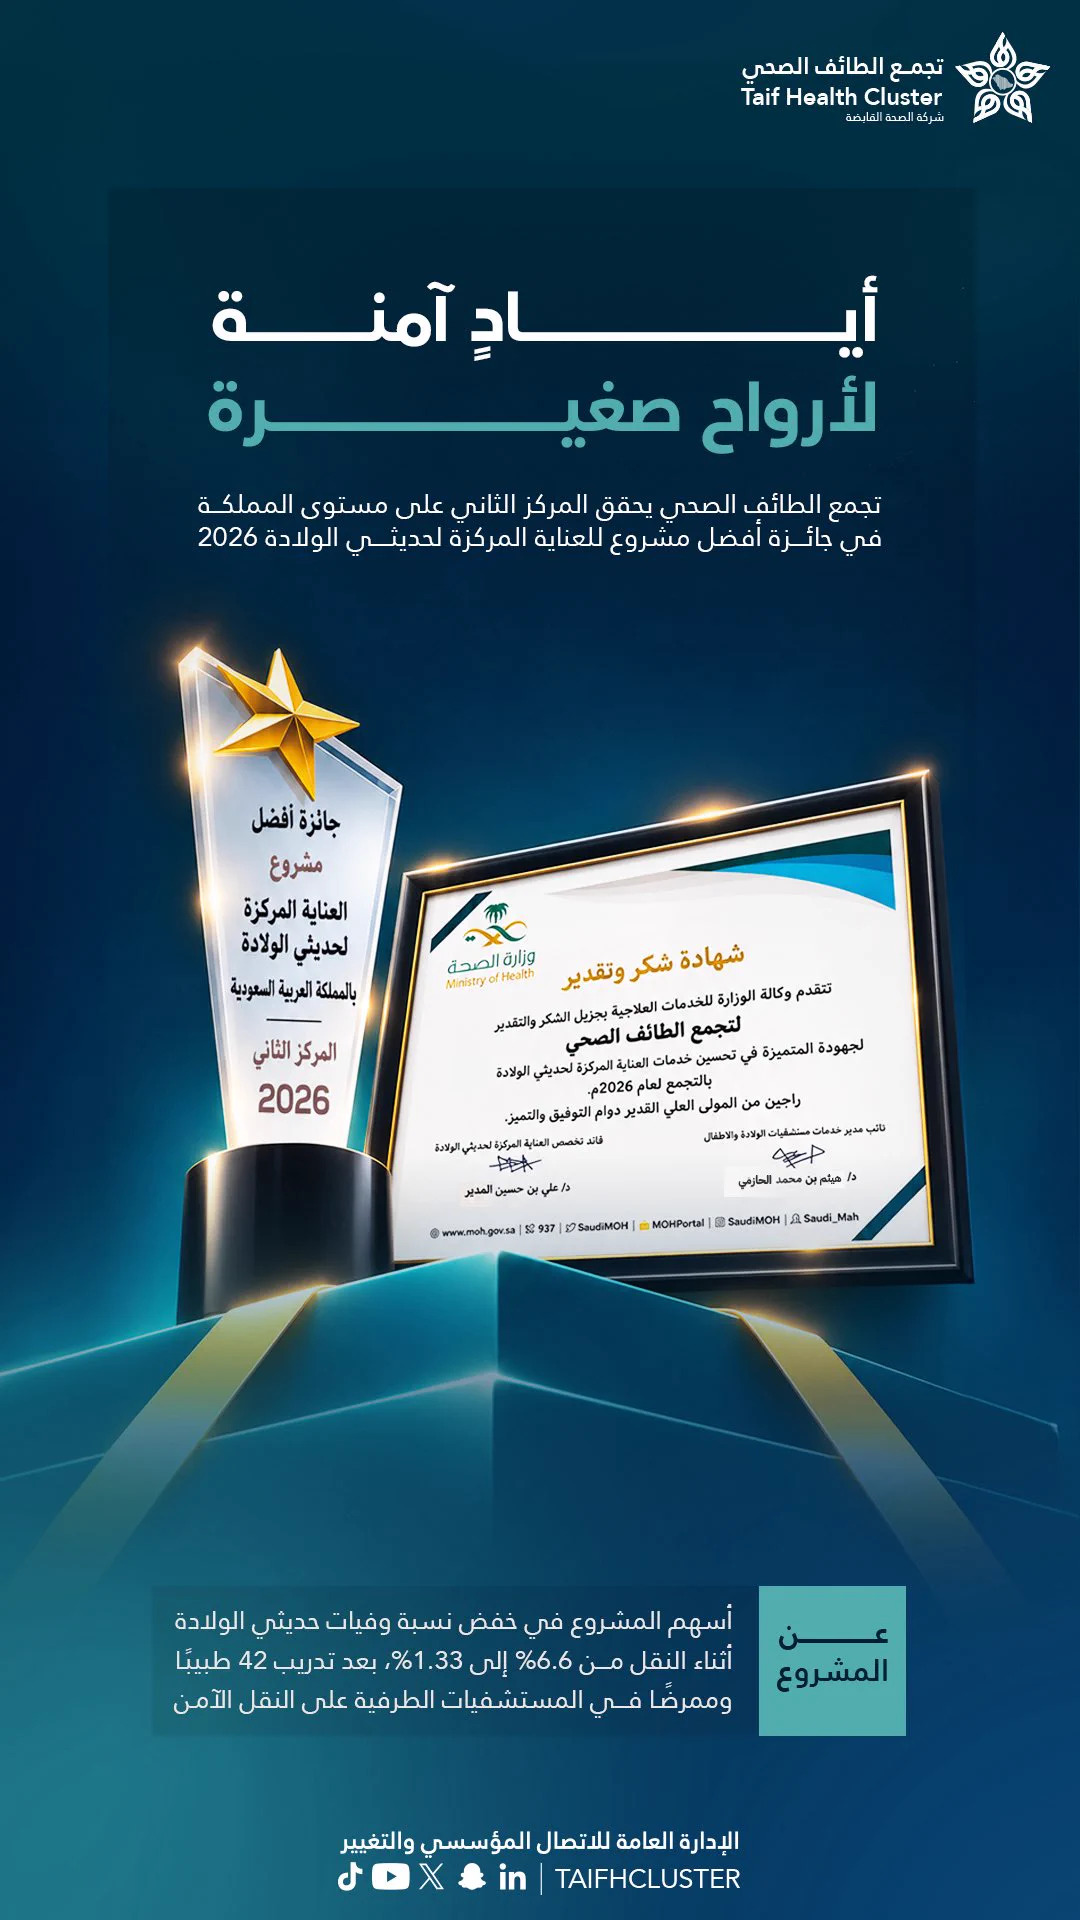 تجمع الطائف الصحي
Taif Health Cluster
شركة الصحة القابضة
أيادٍ آمنة
لأرواح صغيرة
تجمع الطائف الصحي يحقق المركز الثاني على مستوى المملكة
في جائزة أفضل مشروع للعناية المركزة لحديثي الولادة 2026
جائزة أفضل
مشروع
العناية المركزة
لحديثي الولادة
بالمملكة العربية السعودية
المركز الثاني
2026
وزارة الصحة
Ministry of Health
شهادة شكر وتقدير
تتقدم وكالة الوزارة للخدمات العلاجية بجزيل الشكر والتقدير
لتجمع الطائف الصحي
لجهودة المتميزة في تحسين خدمات العناية المركزة لحديثي الولادة
بالتجمع لعام 2026م.
راجين من المولى العلي القدير دوام التوفيق والتميز.
نائب مدير خدمات مستشفيات الولادة والاطفال
د/ هيثم بن محمد الحازمي
قائد تخصص العناية المركزة لحديثي الولادة
د/ علي بن حسين المدير
www.moh.gov.sa | 937 | SaudiMOH | MOHPortal | SaudiMOH | Saudi_Mah
عن
المشروع
أسهم المشروع في خفض نسبة وفيات حديثي الولادة
أثناء النقل من 6.6% إلى 1.33%، بعد تدريب 42 طبيبًا
وممرضًا في المستشفيات الطرفية على النقل الآمن
الإدارة العامة للاتصال المؤسسي والتغيير
TAIFHCLUSTER